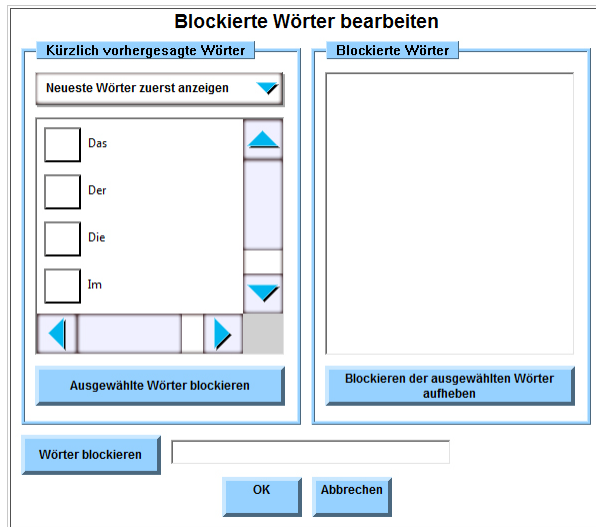 Blockierte Wörter bearbeiten
Kürzlich vorhergesagte Wörter
Neueste Wörter zuerst anzeigen
Das
Der
Die
Im
Ausgewählte Wörter blockieren
Blockierte Wörter
Blockieren der ausgewählten Wörter
aufheben
Wörter blockieren
OK
Abbrechen